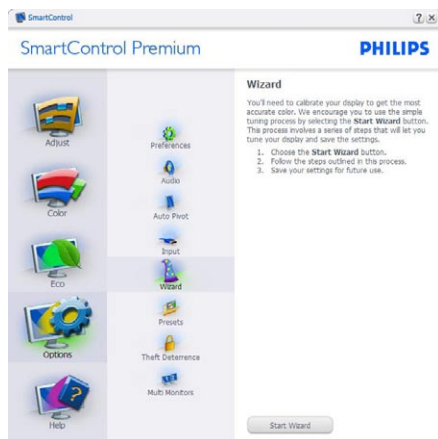 SmartControl
SmartControl Premium
PHILIPS
Adjust
Color
Eco
Options
Help
Preferences
Audio
Auto Pivot
Input
Wizard
Presets
Theft Deterrence
Multi Monitors
Wizard
You'll need to calibrate your display to get the most
accurate color. We encourage you to use the simple
tuning process by selecting the Start Wizard button.
This process involves a series of steps that will let you
tune your display and save the settings.
1. Choose the Start Wizard button.
2. Follow the steps outlined in this process.
3. Save your settings for future use.
Start Wizard